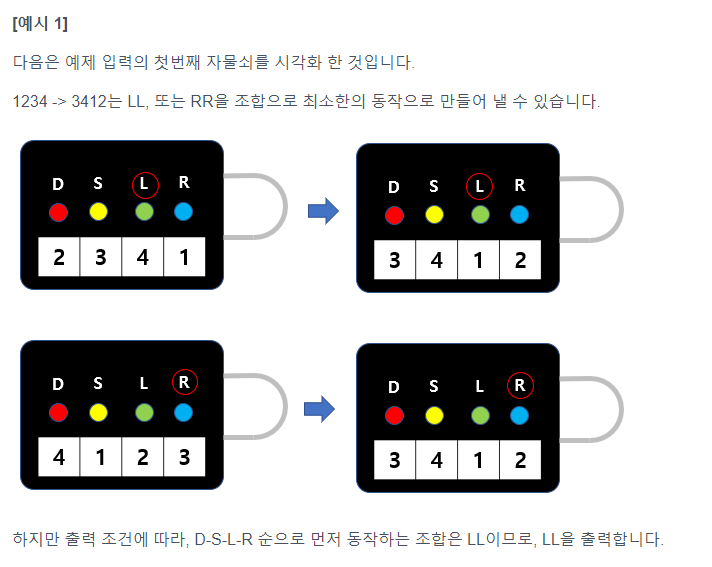 [예시 1]
다음은 예제 입력의 첫번째 자물쇠를 시각화 한 것입니다.
1234 -> 3412는 LL, 또는 RR을 조합으로 최소한의 동작으로 만들어 낼 수 있습니다.
D S L R
2 3 4 1
D S L R
3 4 1 2
D S L R
4 1 2 3
D S L R
3 4 1 2
하지만 출력 조건에 따라, D-S-L-R 순으로 먼저 동작하는 조합은 LL이므로, LL을 출력합니다.